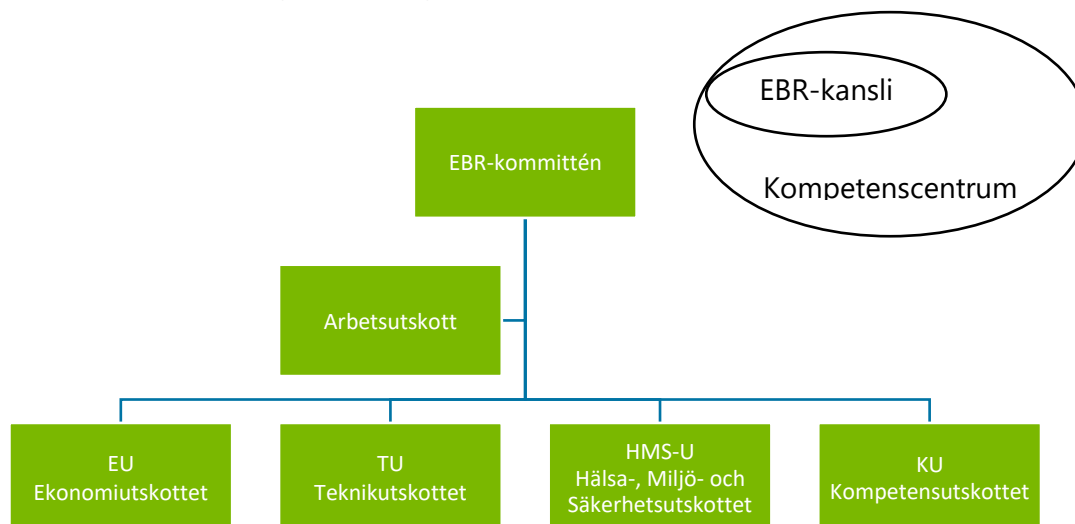 EBR-kansli
EBR-kommittén
Kompetenscentrum
Arbetsutskott
EU
Ekonomiutskottet
TU
Teknikutskottet
HMS-U
Hälsa-, Miljö- och
Säkerhetsutskottet
KU
Kompetensutskottet